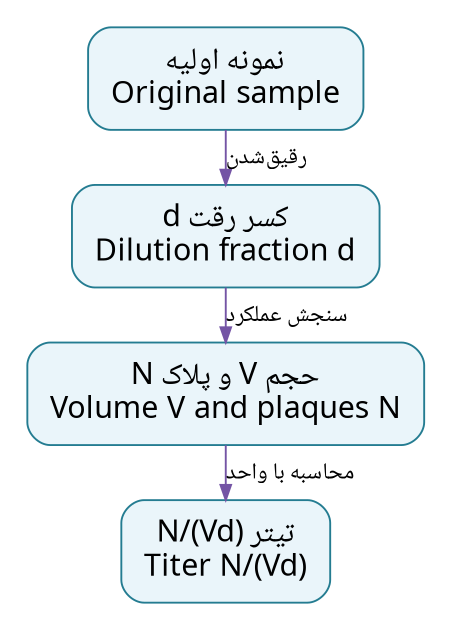 نمونه اولیه
Original sample
رقیق‌شدن
کسر رقت d
Dilution fraction d
سنجش عملکرد
حجم V و پلاک N
Volume V and plaques N
محاسبه با واحد
تیتر N/(Vd)
Titer N/(Vd)